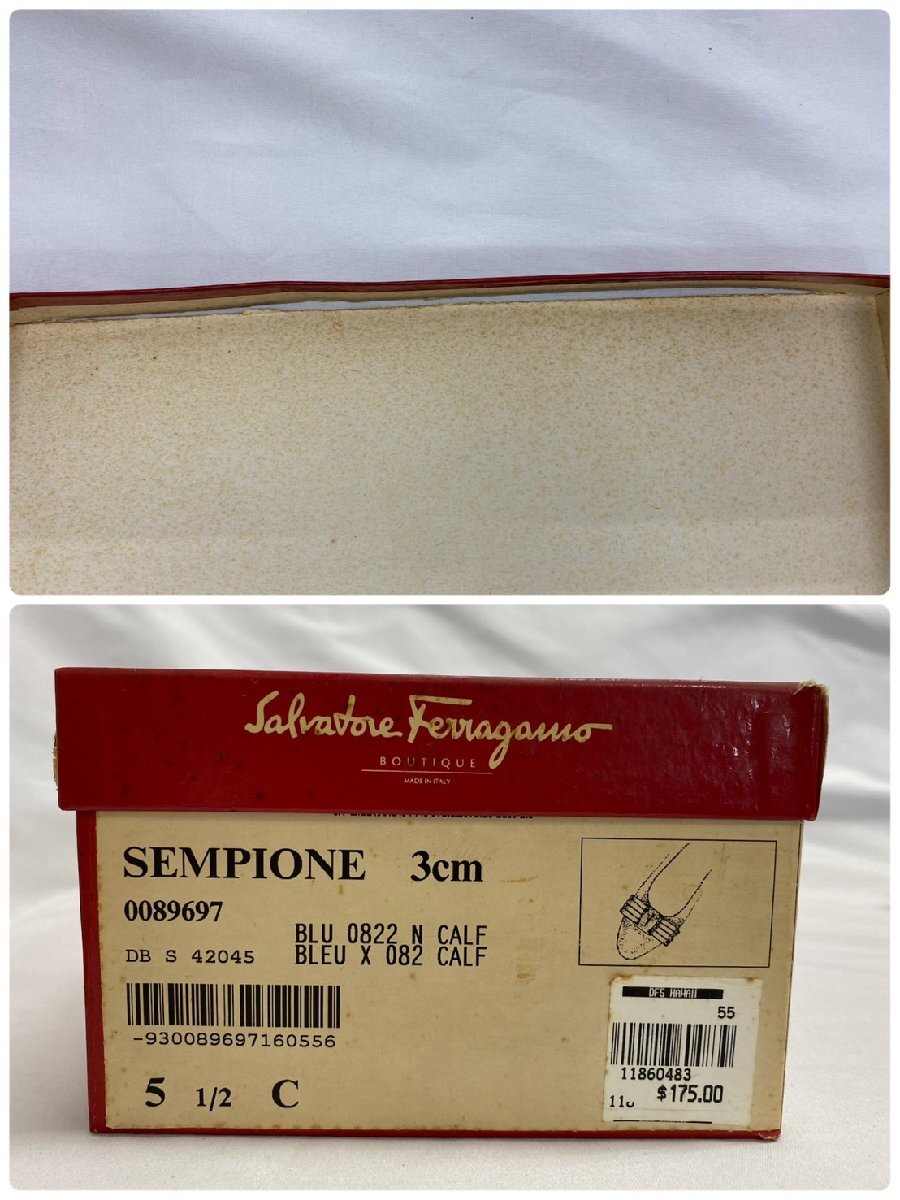 Salvatore Ferragamo
BOUTIQUE
MADE IN ITALY
SEMPIONE 3cm
0089697
BLU 0822 N CALF
DB S 42045 BLEU X 082 CALF
-9300089697160556
5 1/2 C
DFS HAWAII
55
11860483
$175.00